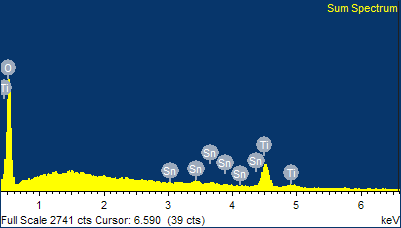 Sum Spectrum
O
Ti
Sn
Sn
Sn
Sn
Sn
Sn
Ti
Ti
1 2 3 4 5 6
Full Scale 2741 cts Cursor: 6.590 (39 cts) keV